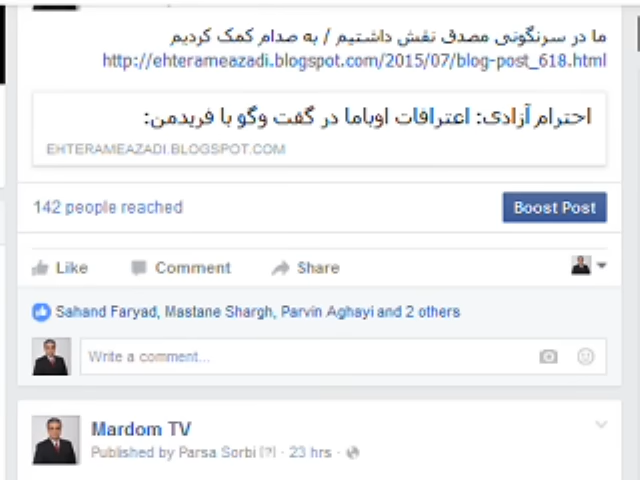 ما در سرنگونی مصدق نقش داشتیم / به صدام کمک کردیم
http://ehterameazadi.blogspot.com/2015/07/blog-post_618.html
احترام آزادی: اعترافات اوباما در گفت وگو با فریدمن:
EHTERAMEAZADI.BLOGSPOT.COM
142 people reached
Boost Post
Like Comment Share
Sahand Faryad, Mastane Shargh, Parvin Aghayi and 2 others
Write a comment...
Mardom TV
Published by Parsa Sorbi [?] · 23 hrs ·